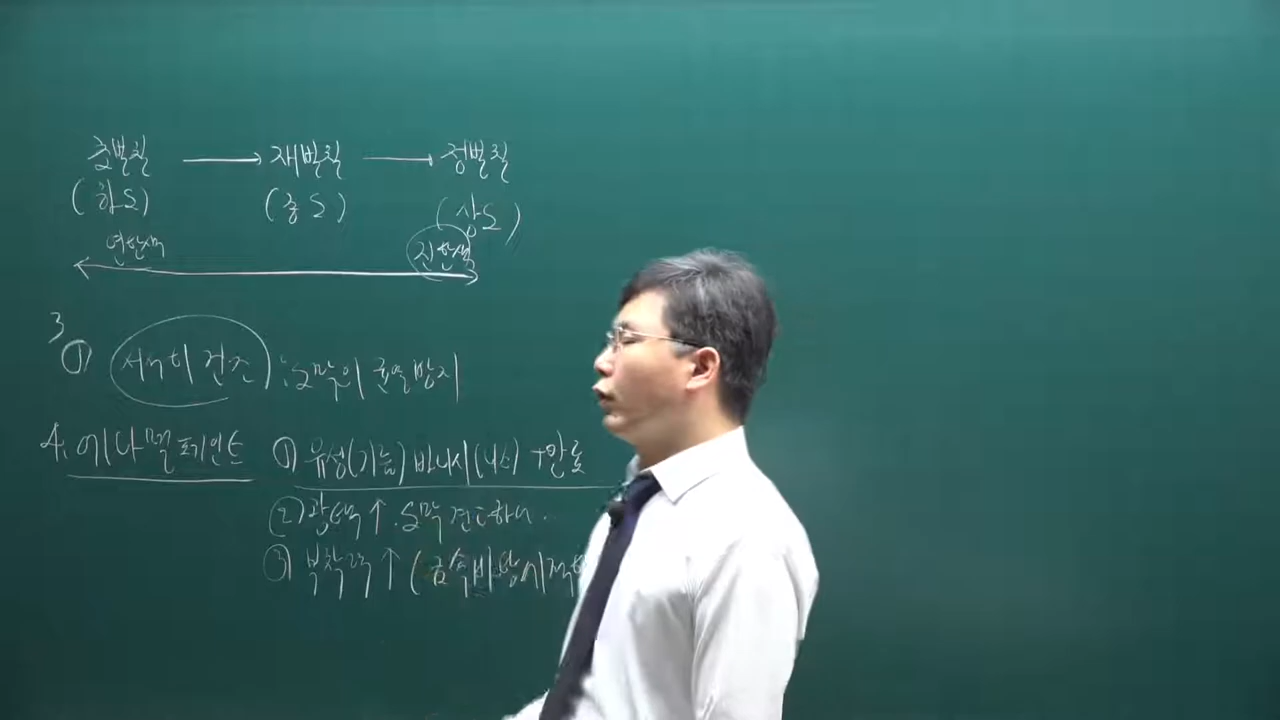 초벌칠 → 재벌칠 → 정벌칠
(하도) (중도) (상도)
연한색 진한색
3
① 서서히 건조 : 도막의 균열방지
4. 에나멜페인트 ① 유성(기름) 바니시(니스) + 안료
② 광택↑. 도막 견고하
③ 부착력↑ (금속